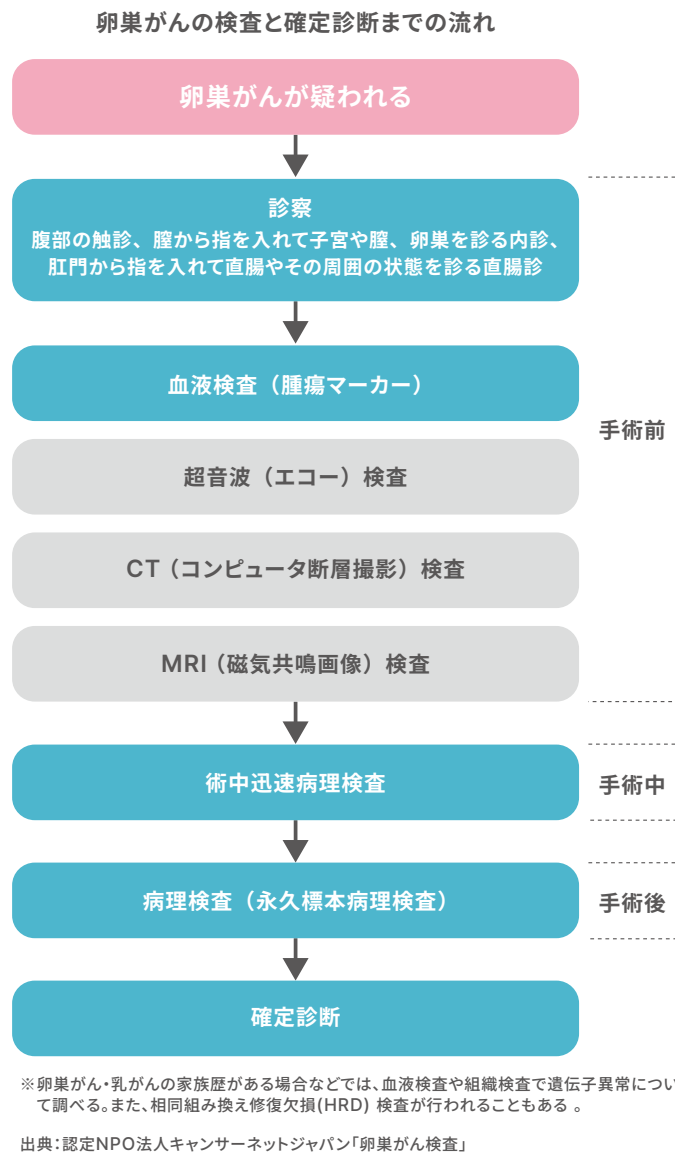 卵巣がんの検査と確定診断までの流れ
卵巣がんが疑われる
診察
腹部の触診、膣から指を入れて子宮や膣、卵巣を診る内診、
肛門から指を入れて直腸やその周囲の状態を診る直腸診
血液検査（腫瘍マーカー）
超音波（エコー）検査
CT（コンピュータ断層撮影）検査
MRI（磁気共鳴画像）検査
手術前
術中迅速病理検査
手術中
病理検査（永久標本病理検査）
手術後
確定診断
※卵巣がん・乳がんの家族歴がある場合などでは、血液検査や組織検査で遺伝子異常につい
て調べる。また、相同組み換え修復欠損(HRD) 検査が行われることもある 。
出典：認定NPO法人キャンサーネットジャパン「卵巣がん検査」